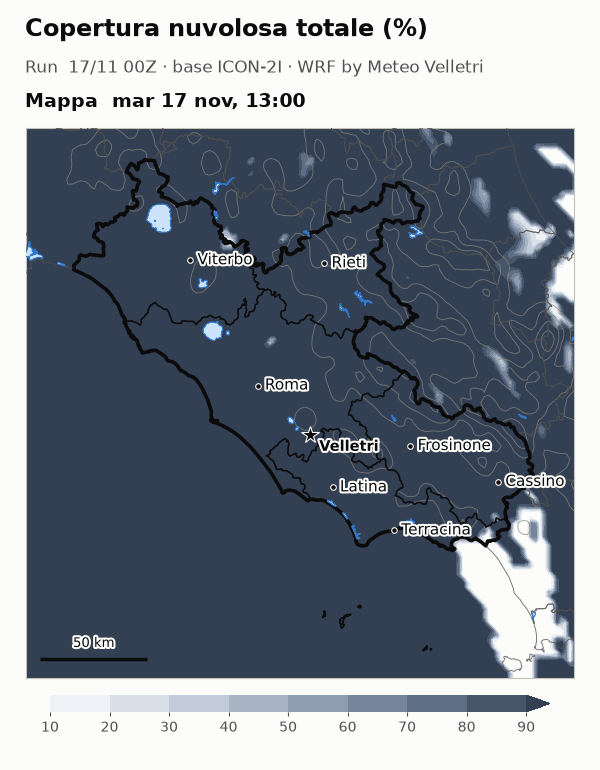 Copertura nuvolosa totale (%)
Run 17/11 00Z · base ICON-2I · WRF by Meteo Velletri
Mappa mar 17 nov, 13:00
Viterbo
Rieti
Roma
Velletri
Frosinone
Cassino
Latina
Terracina
50 km
10 20 30 40 50 60 70 80 90